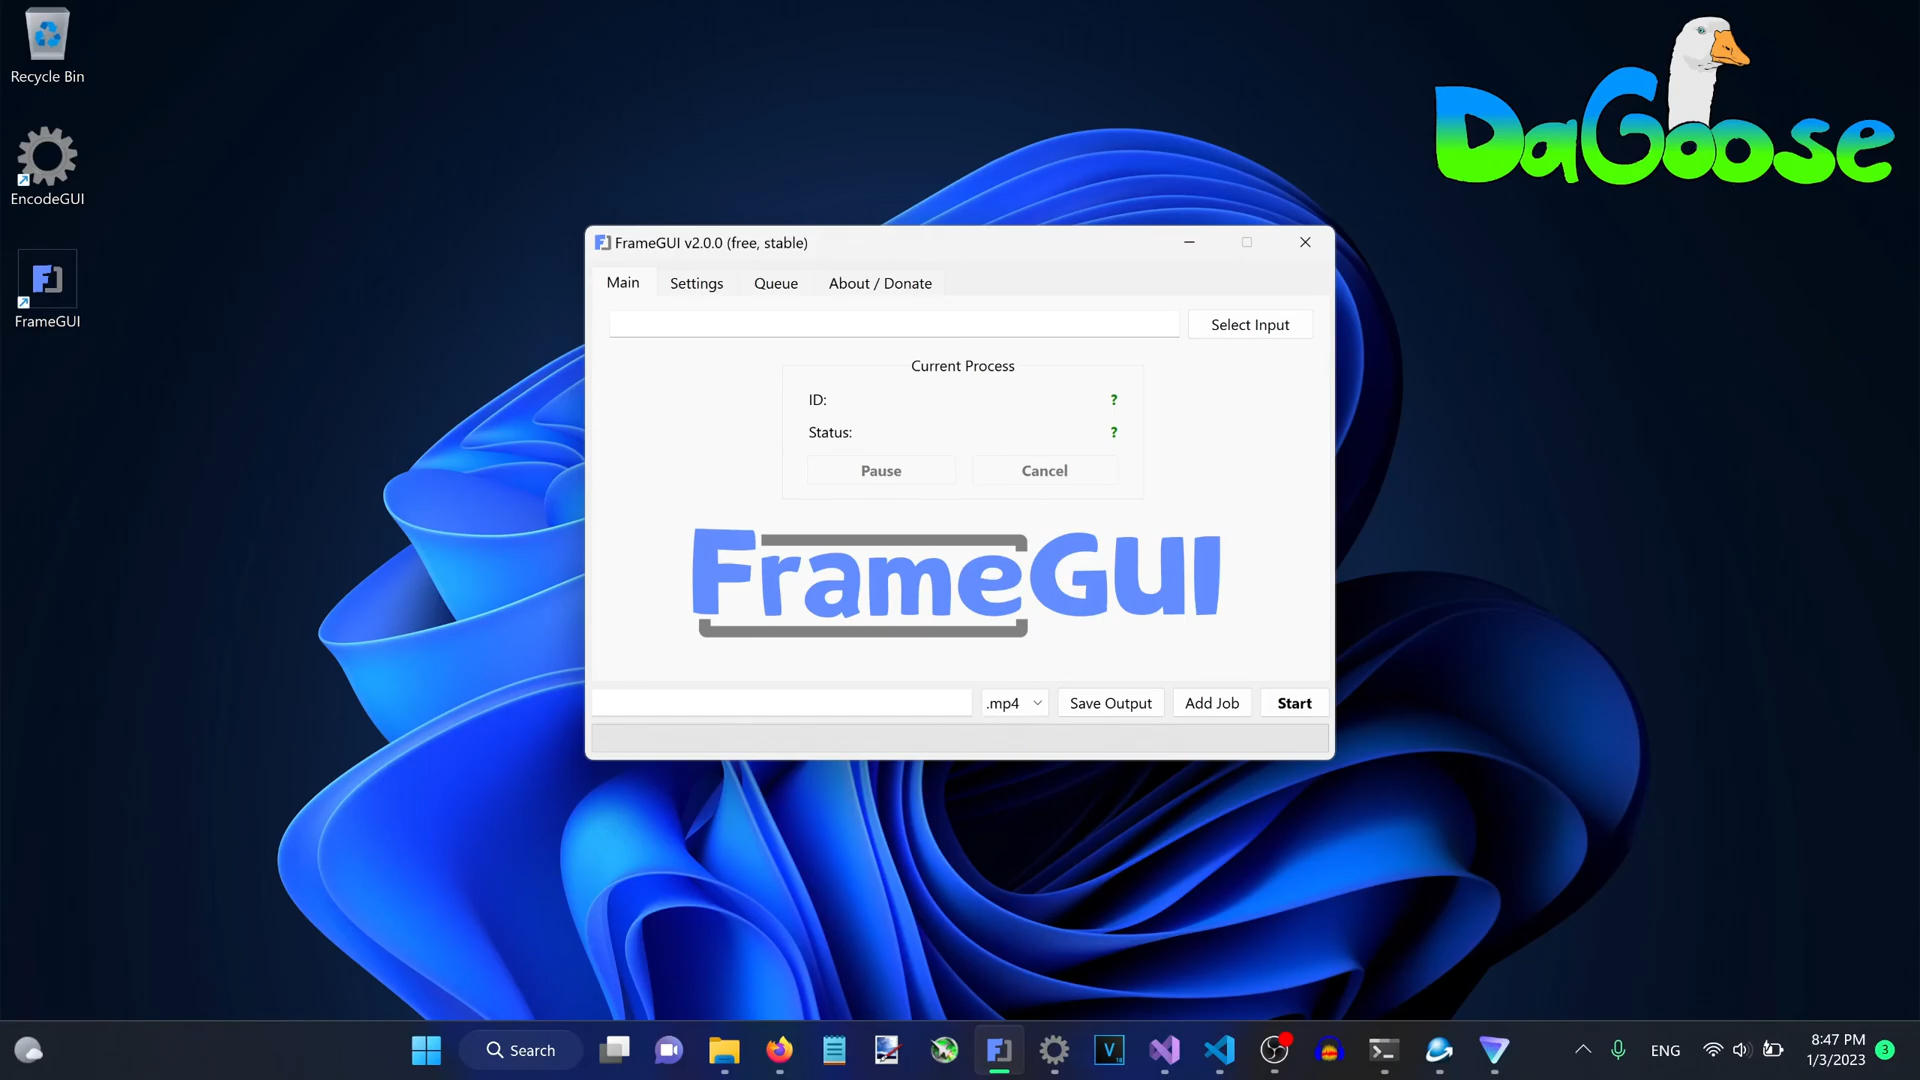 Recycle Bin
EncodeGUI
FrameGUI
DaGoose
FrameGUI v2.0.0 (free, stable)
Main Settings Queue About / Donate
Select Input
Current Process
ID: ?
Status: ?
Pause Cancel
FrameGUI
.mp4 Save Output Add Job Start
Search
V
18
ENG
8:47 PM
1/3/2023
3